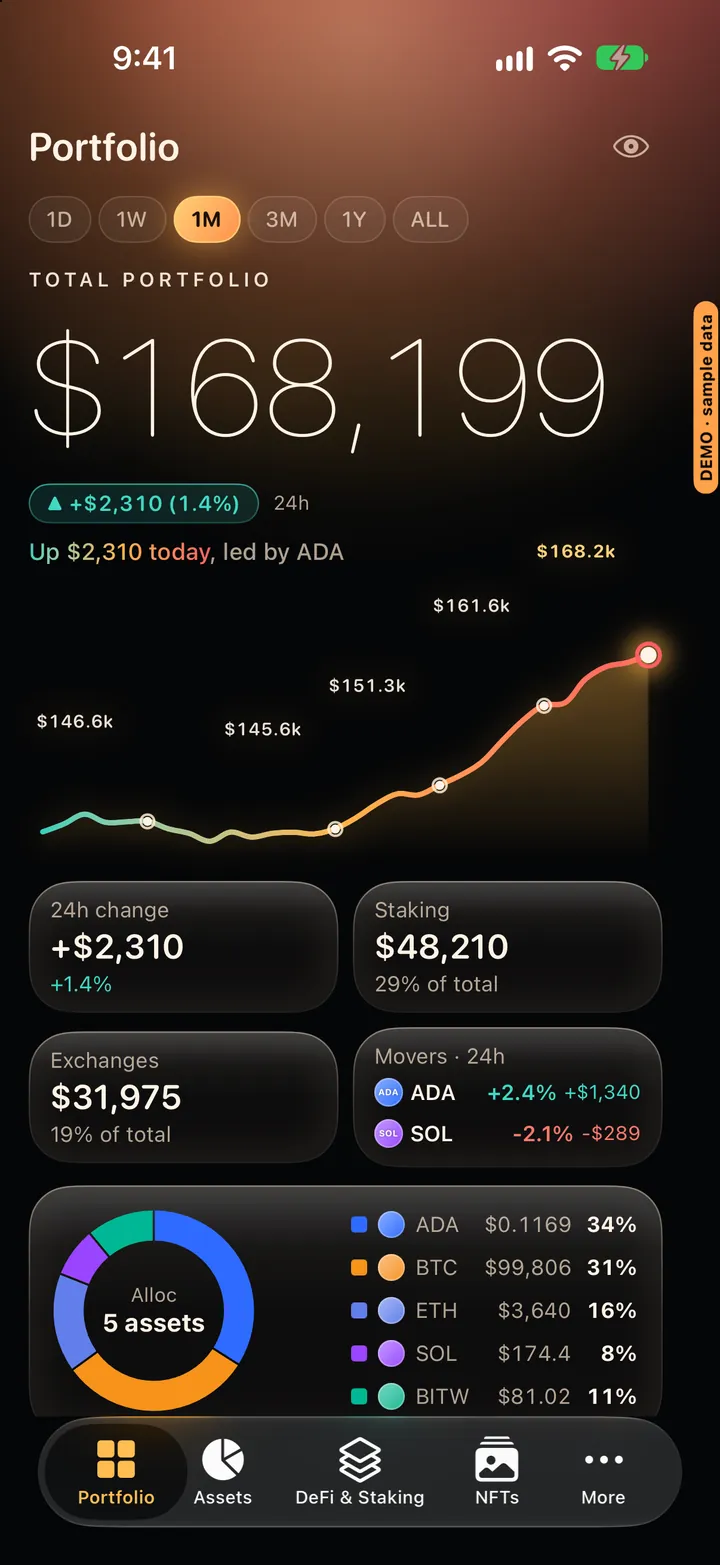 9:41
Portfolio
1D 1W 1M 3M 1Y ALL
TOTAL PORTFOLIO
$168,199
DEMO · sample data
▲ +$2,310 (1.4%) 24h
Up $2,310 today, led by ADA
$168.2k
$161.6k
$151.3k
$146.6k
$145.6k
24h change
+$2,310
+1.4%
Staking
$48,210
29% of total
Exchanges
$31,975
19% of total
Movers · 24h
ADA ADA +2.4% +$1,340
SOL SOL -2.1% -$289
Alloc
5 assets
ADA $0.1169 34%
BTC $99,806 31%
ETH $3,640 16%
SOL $174.4 8%
BITW $81.02 11%
Portfolio Assets DeFi & Staking NFTs More